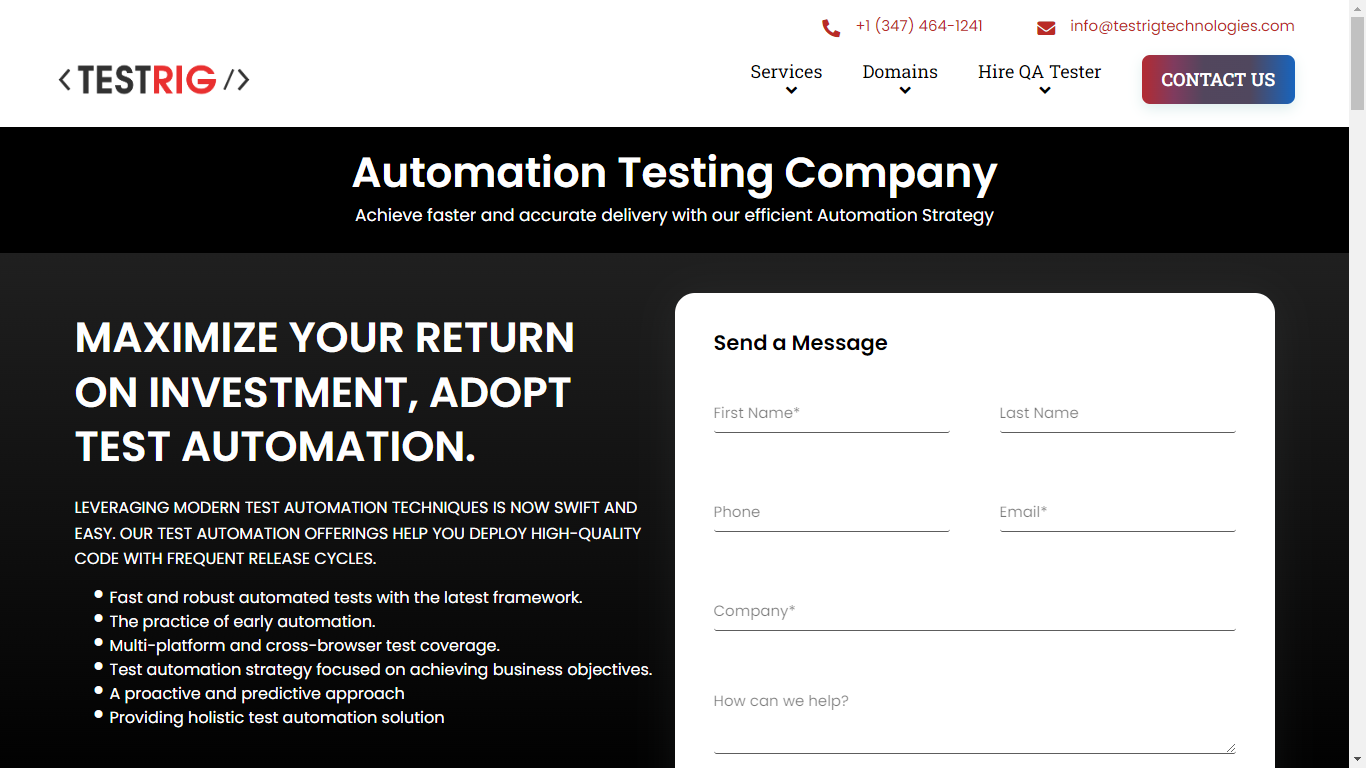 +1 (347) 464-1241
info@testrigtechnologies.com
<TESTRIG/>
Services
Domains
Hire QA Tester
CONTACT US
Automation Testing Company
Achieve faster and accurate delivery with our efficient Automation Strategy
MAXIMIZE YOUR RETURN
ON INVESTMENT, ADOPT
TEST AUTOMATION.
LEVERAGING MODERN TEST AUTOMATION TECHNIQUES IS NOW SWIFT AND
EASY. OUR TEST AUTOMATION OFFERINGS HELP YOU DEPLOY HIGH-QUALITY
CODE WITH FREQUENT RELEASE CYCLES.
Fast and robust automated tests with the latest framework.
The practice of early automation.
Multi-platform and cross-browser test coverage.
Test automation strategy focused on achieving business objectives.
A proactive and predictive approach
Providing holistic test automation solution
Send a Message
First Name*
Last Name
Phone
Email*
Company*
How can we help?